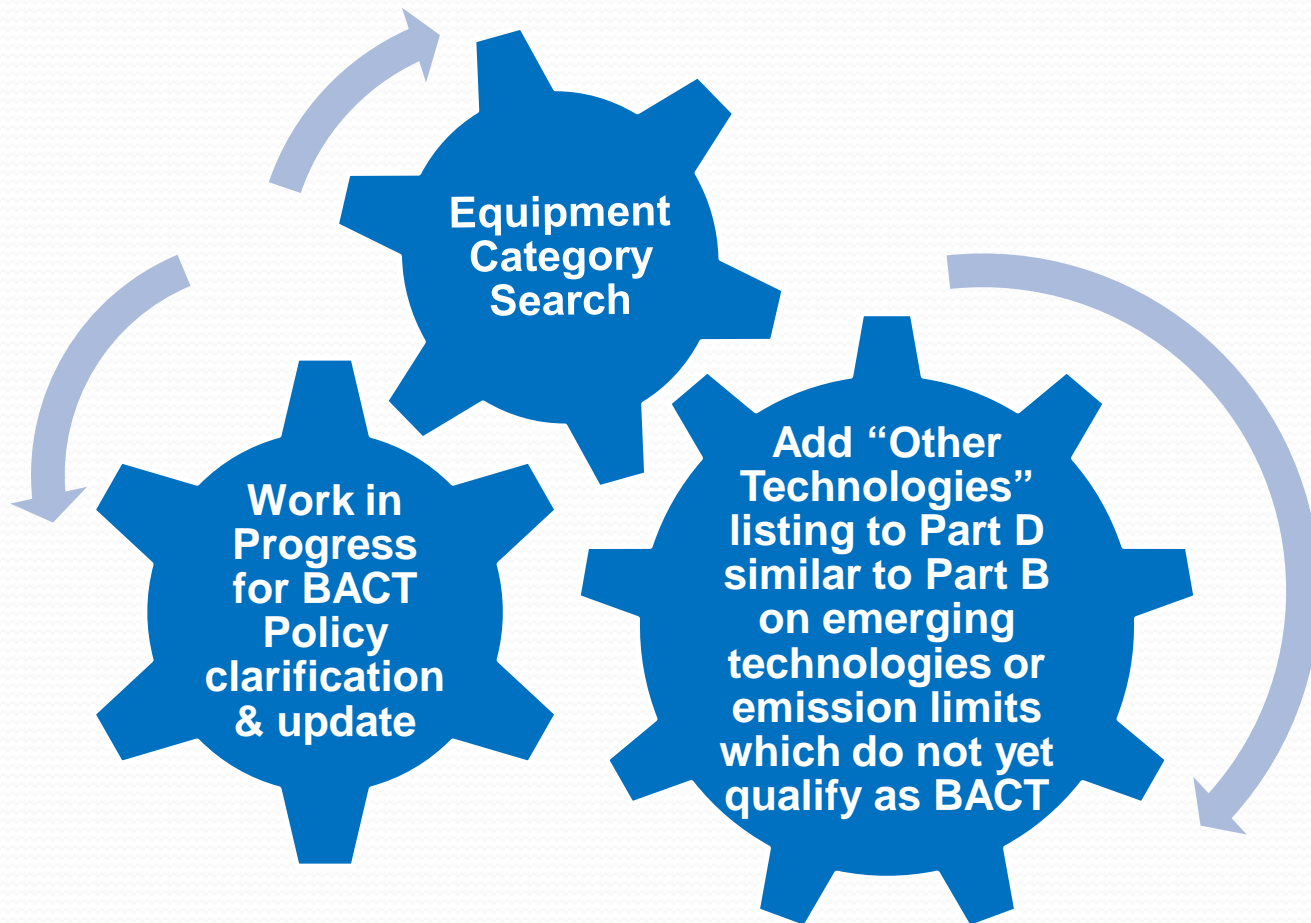 Equipment
Category
Search
Work in
Progress
for BACT
Policy
clarification
& update
Add “Other
Technologies”
listing to Part D
similar to Part B
on emerging
technologies or
emission limits
which do not yet
qualify as BACT